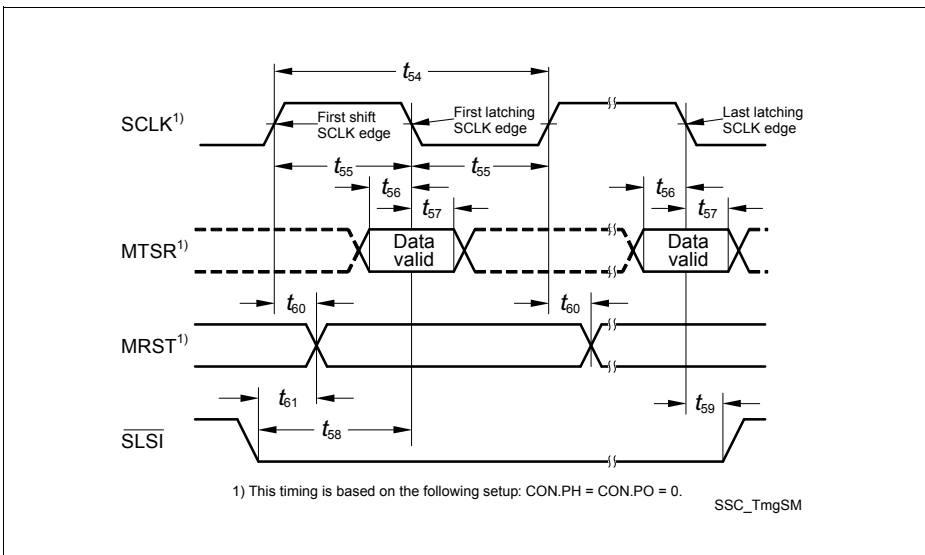 t54
SCLK1)
First shift
SCLK edge
First latching
SCLK edge
Last latching
SCLK edge
t55
t55
t56
t56
t57
t57
MTSR1)
Data
valid
Data
valid
t60
t60
MRST1)
t61
t59
SLSI
t58
1) This timing is based on the following setup: CON.PH = CON.PO = 0.
SSC_TmgSM